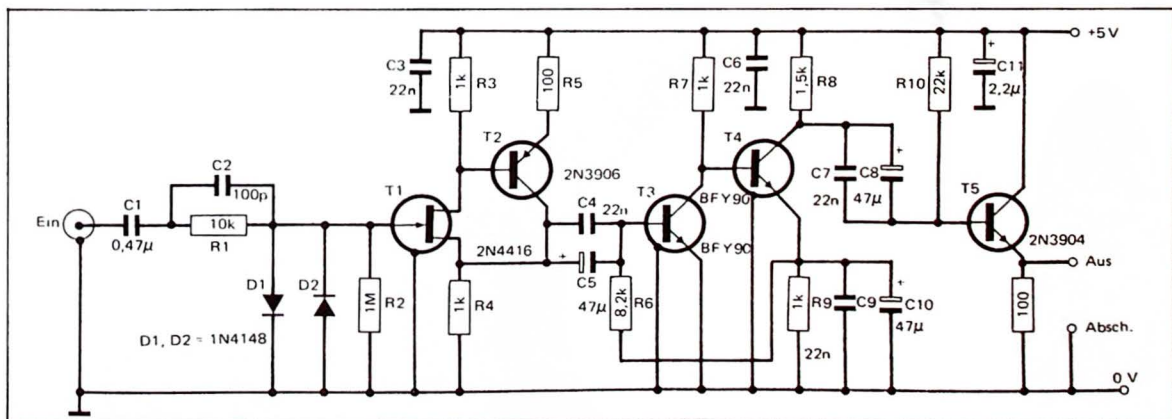 +5V
C3
22n
1k
R3
100
R5
R7
1k
C6
22n
1,5k
R8
R10
22k
+
C11
2,2µ
T2
2N3906
T4
BFY90
C7
22n
C8
+
47µ
T5
2N3904
C2
100p
Ein
C1
0,47µ
10k
R1
T1
2N4416
C4
22n
+
C5
47µ
T3
BFY90
R6
8,2k
Aus
D1
D2
1M
R2
1k
R4
1k
R9
22n
C9
+
C10
47µ
100
Absch.
D1, D2 = 1N4148
0 V